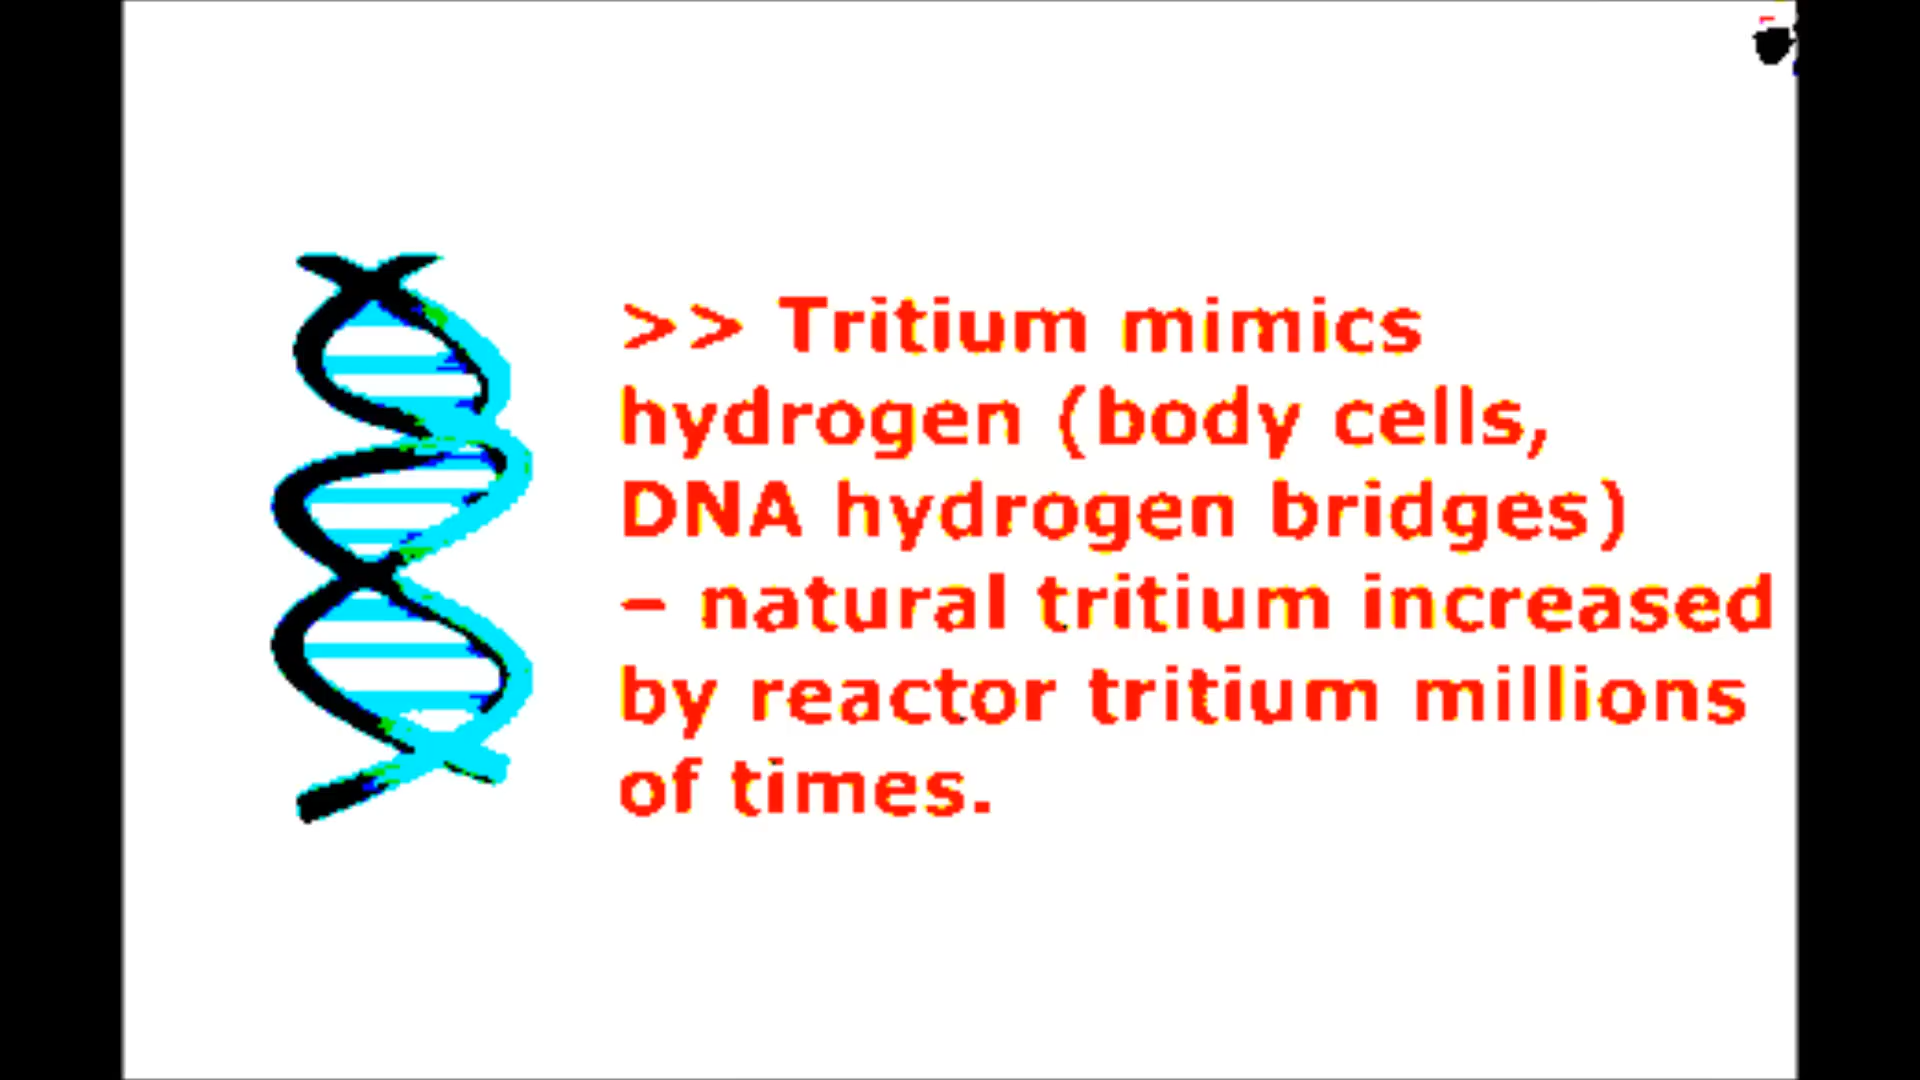 >> Tritium mimics
hydrogen (body cells,
DNA hydrogen bridges)
– natural tritium increased
by reactor tritium millions
of times.